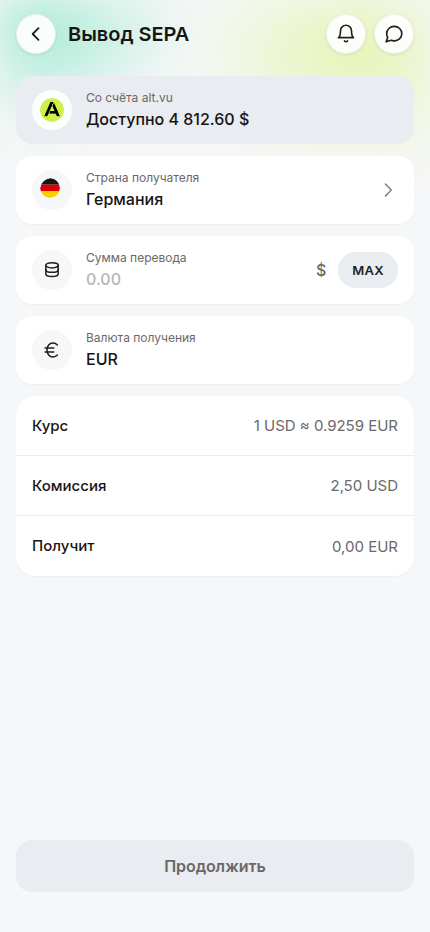 Вывод SEPA
Со счёта alt.vu
Доступно 4 812.60 $
Страна получателя
Германия
Сумма перевода
0.00
$
MAX
Валюта получения
EUR
Курс
1 USD ≈ 0.9259 EUR
Комиссия
2,50 USD
Получит
0,00 EUR
Продолжить